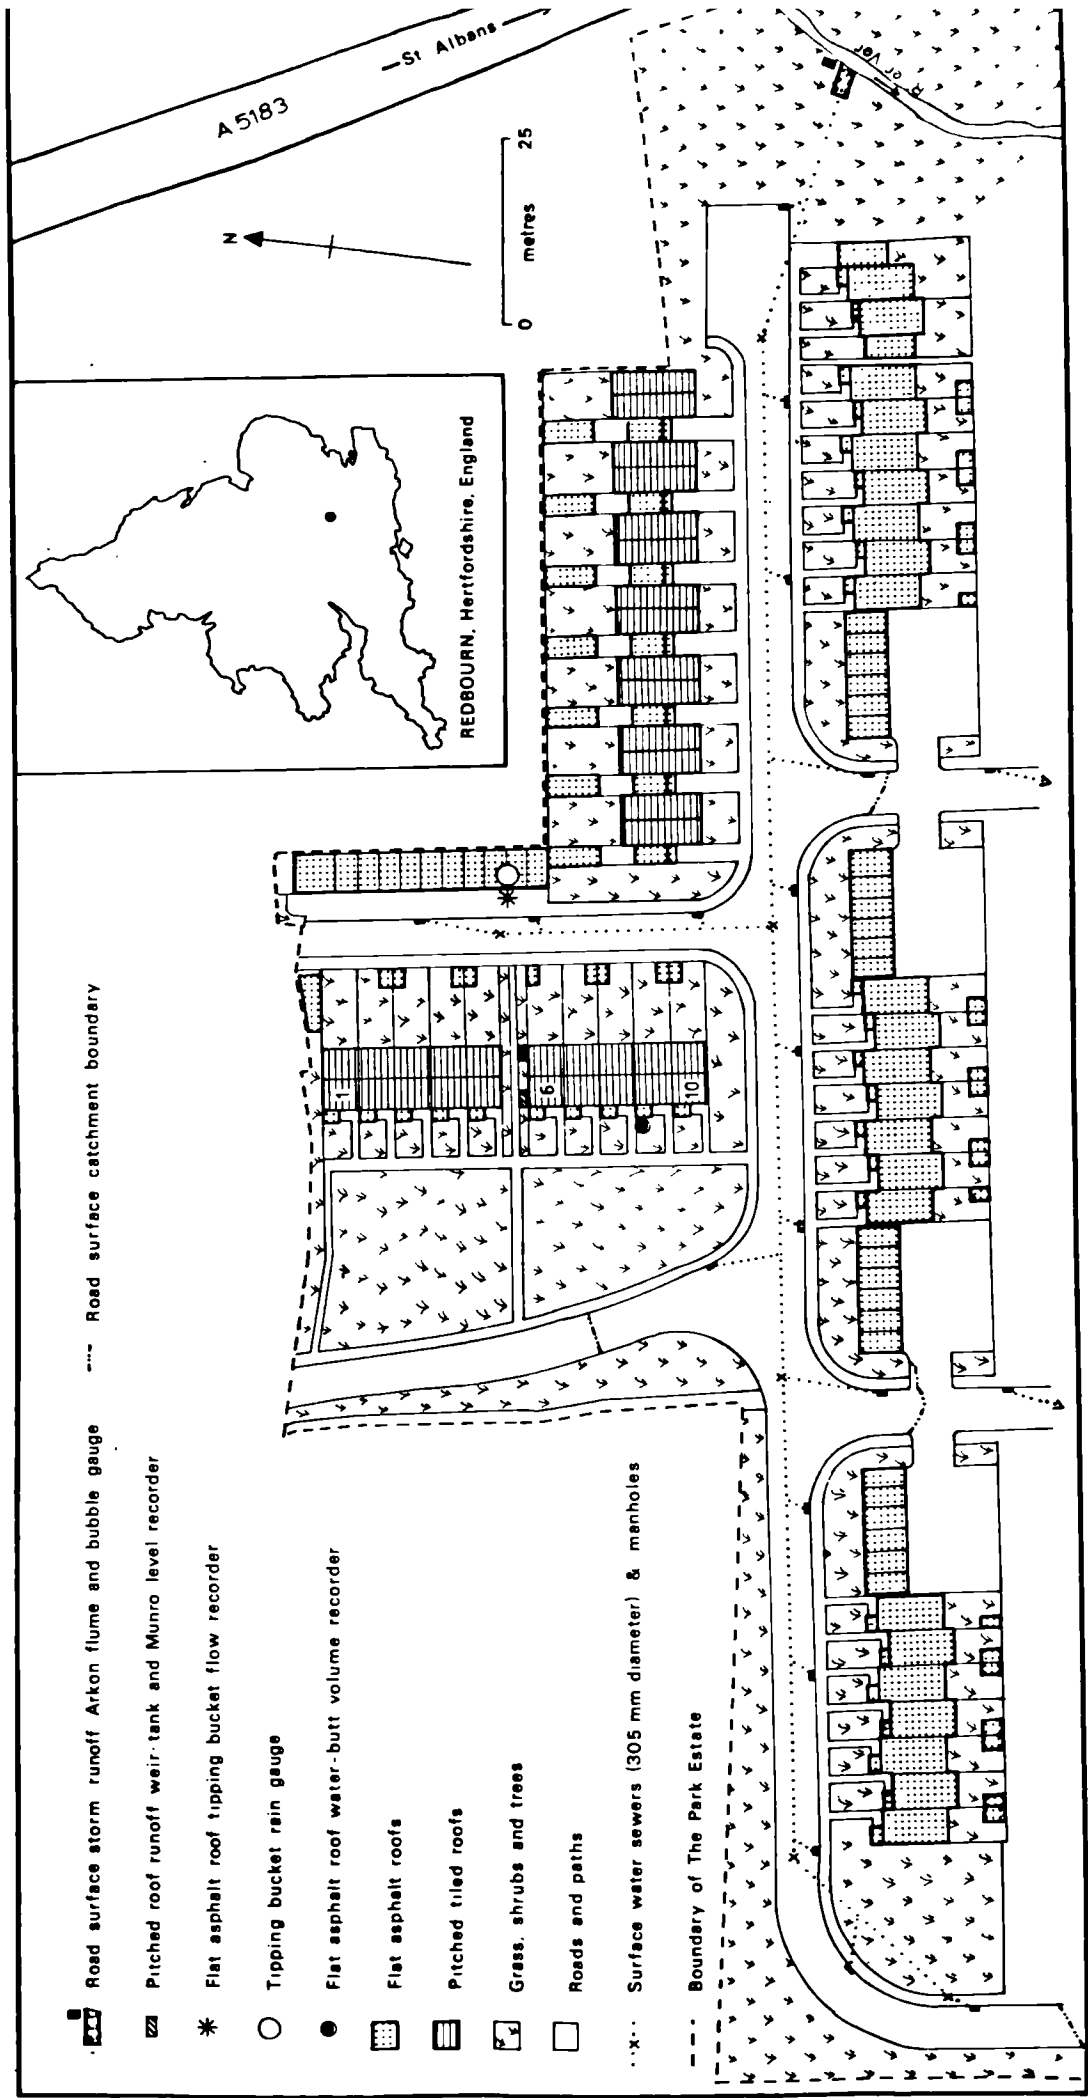 Road surface storm runoff Arkon flume and bubble gauge
Pitched roof runoff weir-tank and Munro level recorder
Flat asphalt roof tipping bucket flow recorder
Tipping bucket rain gauge
Flat asphalt roof water-butt volume recorder
Flat asphalt roofs
Pitched tiled roofs
Grass, shrubs and trees
Roads and paths
Surface water sewers (305 mm diameter) & manholes
Boundary of The Park Estate
Road surface catchment boundary
REDBOURN, Hertfordshire, England
N
0 25
metres
A 5183
St Albans
R. or Ver
1
6
10